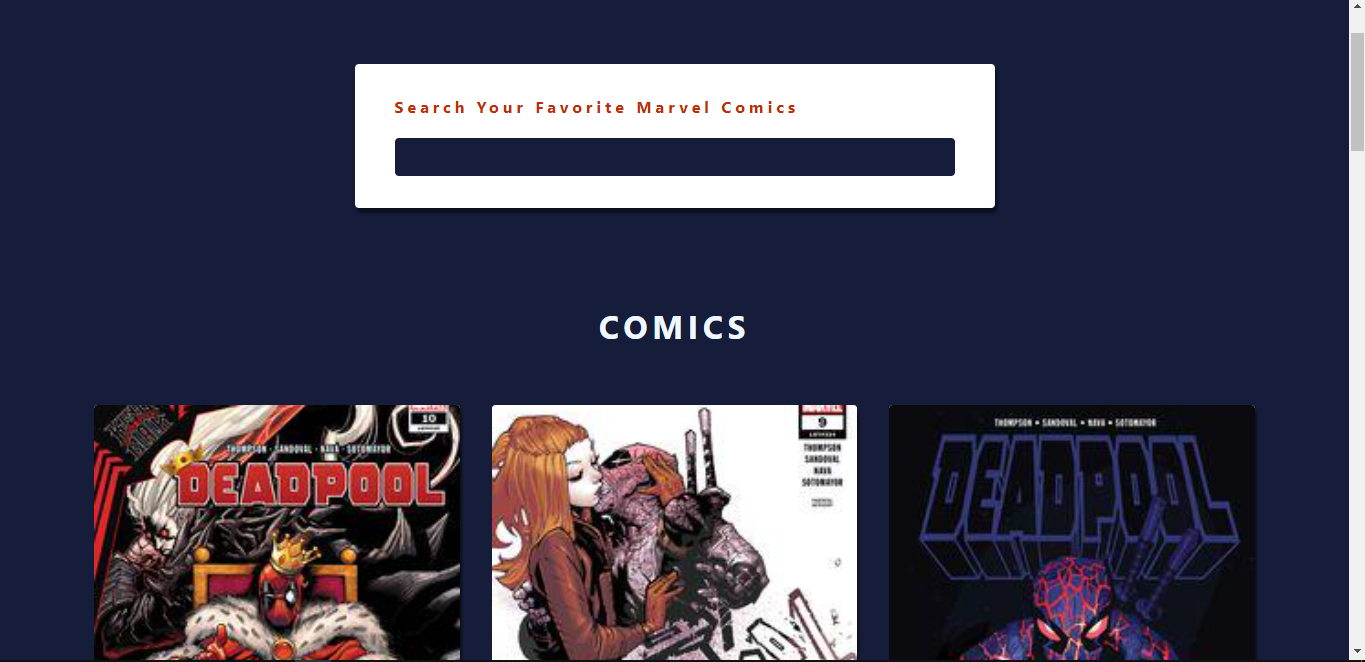 Search Your Favorite Marvel Comics
COMICS
10
THOMPSON · SANDOVAL · NAVA · SOTOMAYOR
DEADPOOL
9
THOMPSON
SANDOVAL
NAVA
SOTOMAYOR
THOMPSON • SANDOVAL • NAVA • SOTOMAYOR
DEADPOOL